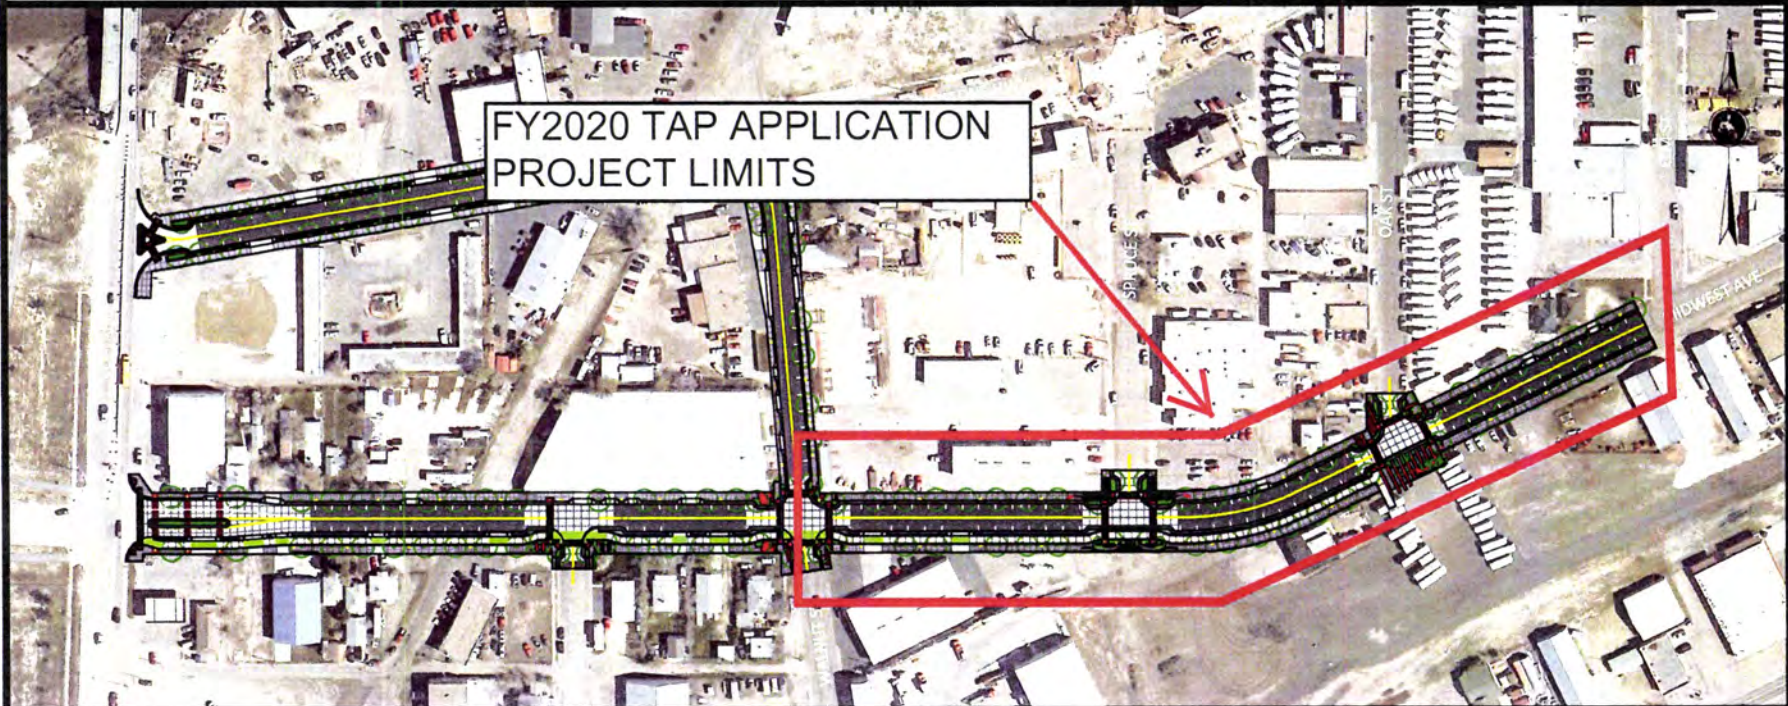 FY2020 TAP APPLICATION
PROJECT LIMITS
SPRUCE ST
OAK ST
MIDWEST AVE